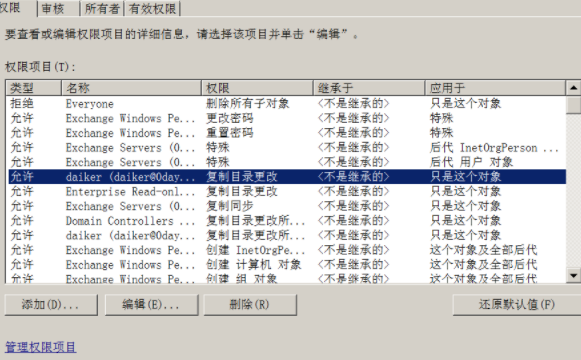 权限 审核 所有者 有效权限
要查看或编辑权限项目的详细信息，请选择该项目并单击“编辑”。
权限项目(T):
类型 名称 权限 继承于 应用于
拒绝 Everyone 删除所有子对象 <不是继承的> 只是这个对象
允许 Exchange Windows Pe... 更改密码 <不是继承的> 特殊
允许 Exchange Windows Pe... 重置密码 <不是继承的> 特殊
允许 Exchange Servers (O... 特殊 <不是继承的> 后代 InetOrgPerson ...
允许 Exchange Servers (O... 特殊 <不是继承的> 后代 用户 对象
允许 daiker (daiker@0day... 复制目录更改 <不是继承的> 只是这个对象
允许 Enterprise Read-onl... 复制目录更改 <不是继承的> 只是这个对象
允许 Exchange Servers (O... 复制同步 <不是继承的> 只是这个对象
允许 Domain Controllers ... 复制目录更改所... <不是继承的> 只是这个对象
允许 daiker (daiker@0day... 复制目录更改所... <不是继承的> 只是这个对象
允许 Exchange Windows Pe... 创建 InetOrgPe... <不是继承的> 这个对象及全部后代
允许 Exchange Windows Pe... 创建 计算机 对象 <不是继承的> 这个对象及全部后代
允许 Exchange Windows Pe... 创建 组 对象 <不是继承的> 这个对象及全部后代
添加(D)... 编辑(E)... 删除(R) 还原默认值(F)
管理权限项目